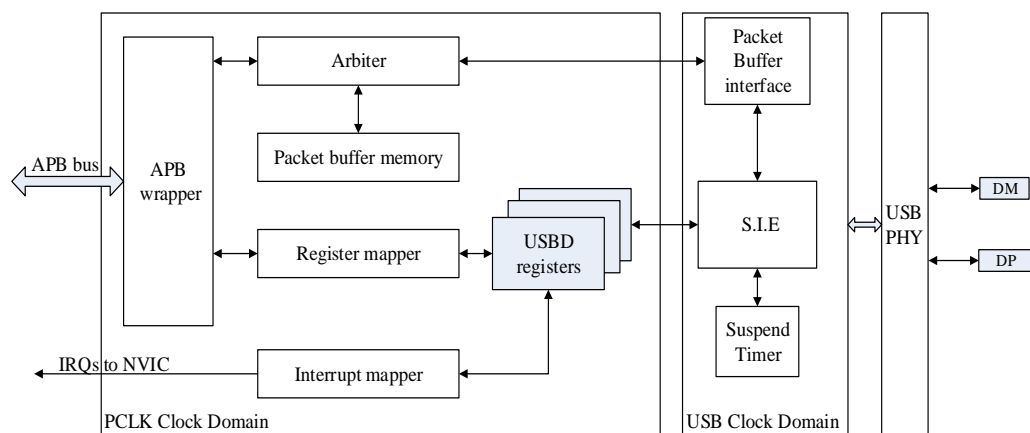 Arbiter
Packet
Buffer
interface
Packet buffer memory
APB bus
APB
wrapper
DM
USBD
registers
S.I.E
USB
PHY
Register mapper
DP
Suspend
Timer
IRQs to NVIC
Interrupt mapper
PCLK Clock Domain
USB Clock Domain